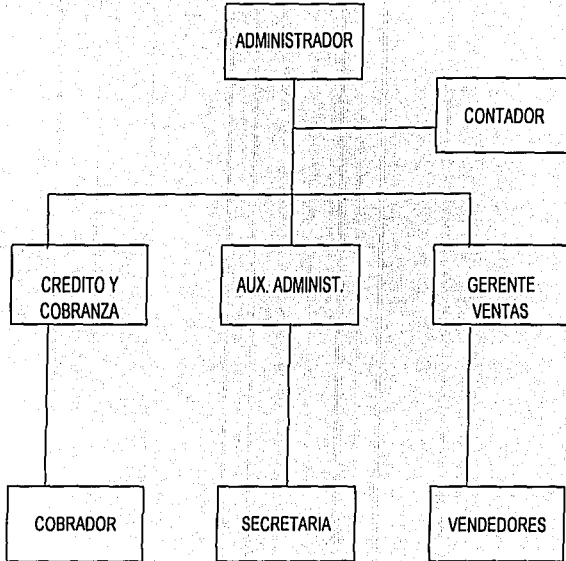 ADMINISTRADOR
CONTADOR
CREDITO Y
COBRANZA
AUX. ADMINIST.
GERENTE
VENTAS
COBRADOR
SECRETARIA
VENDEDORES